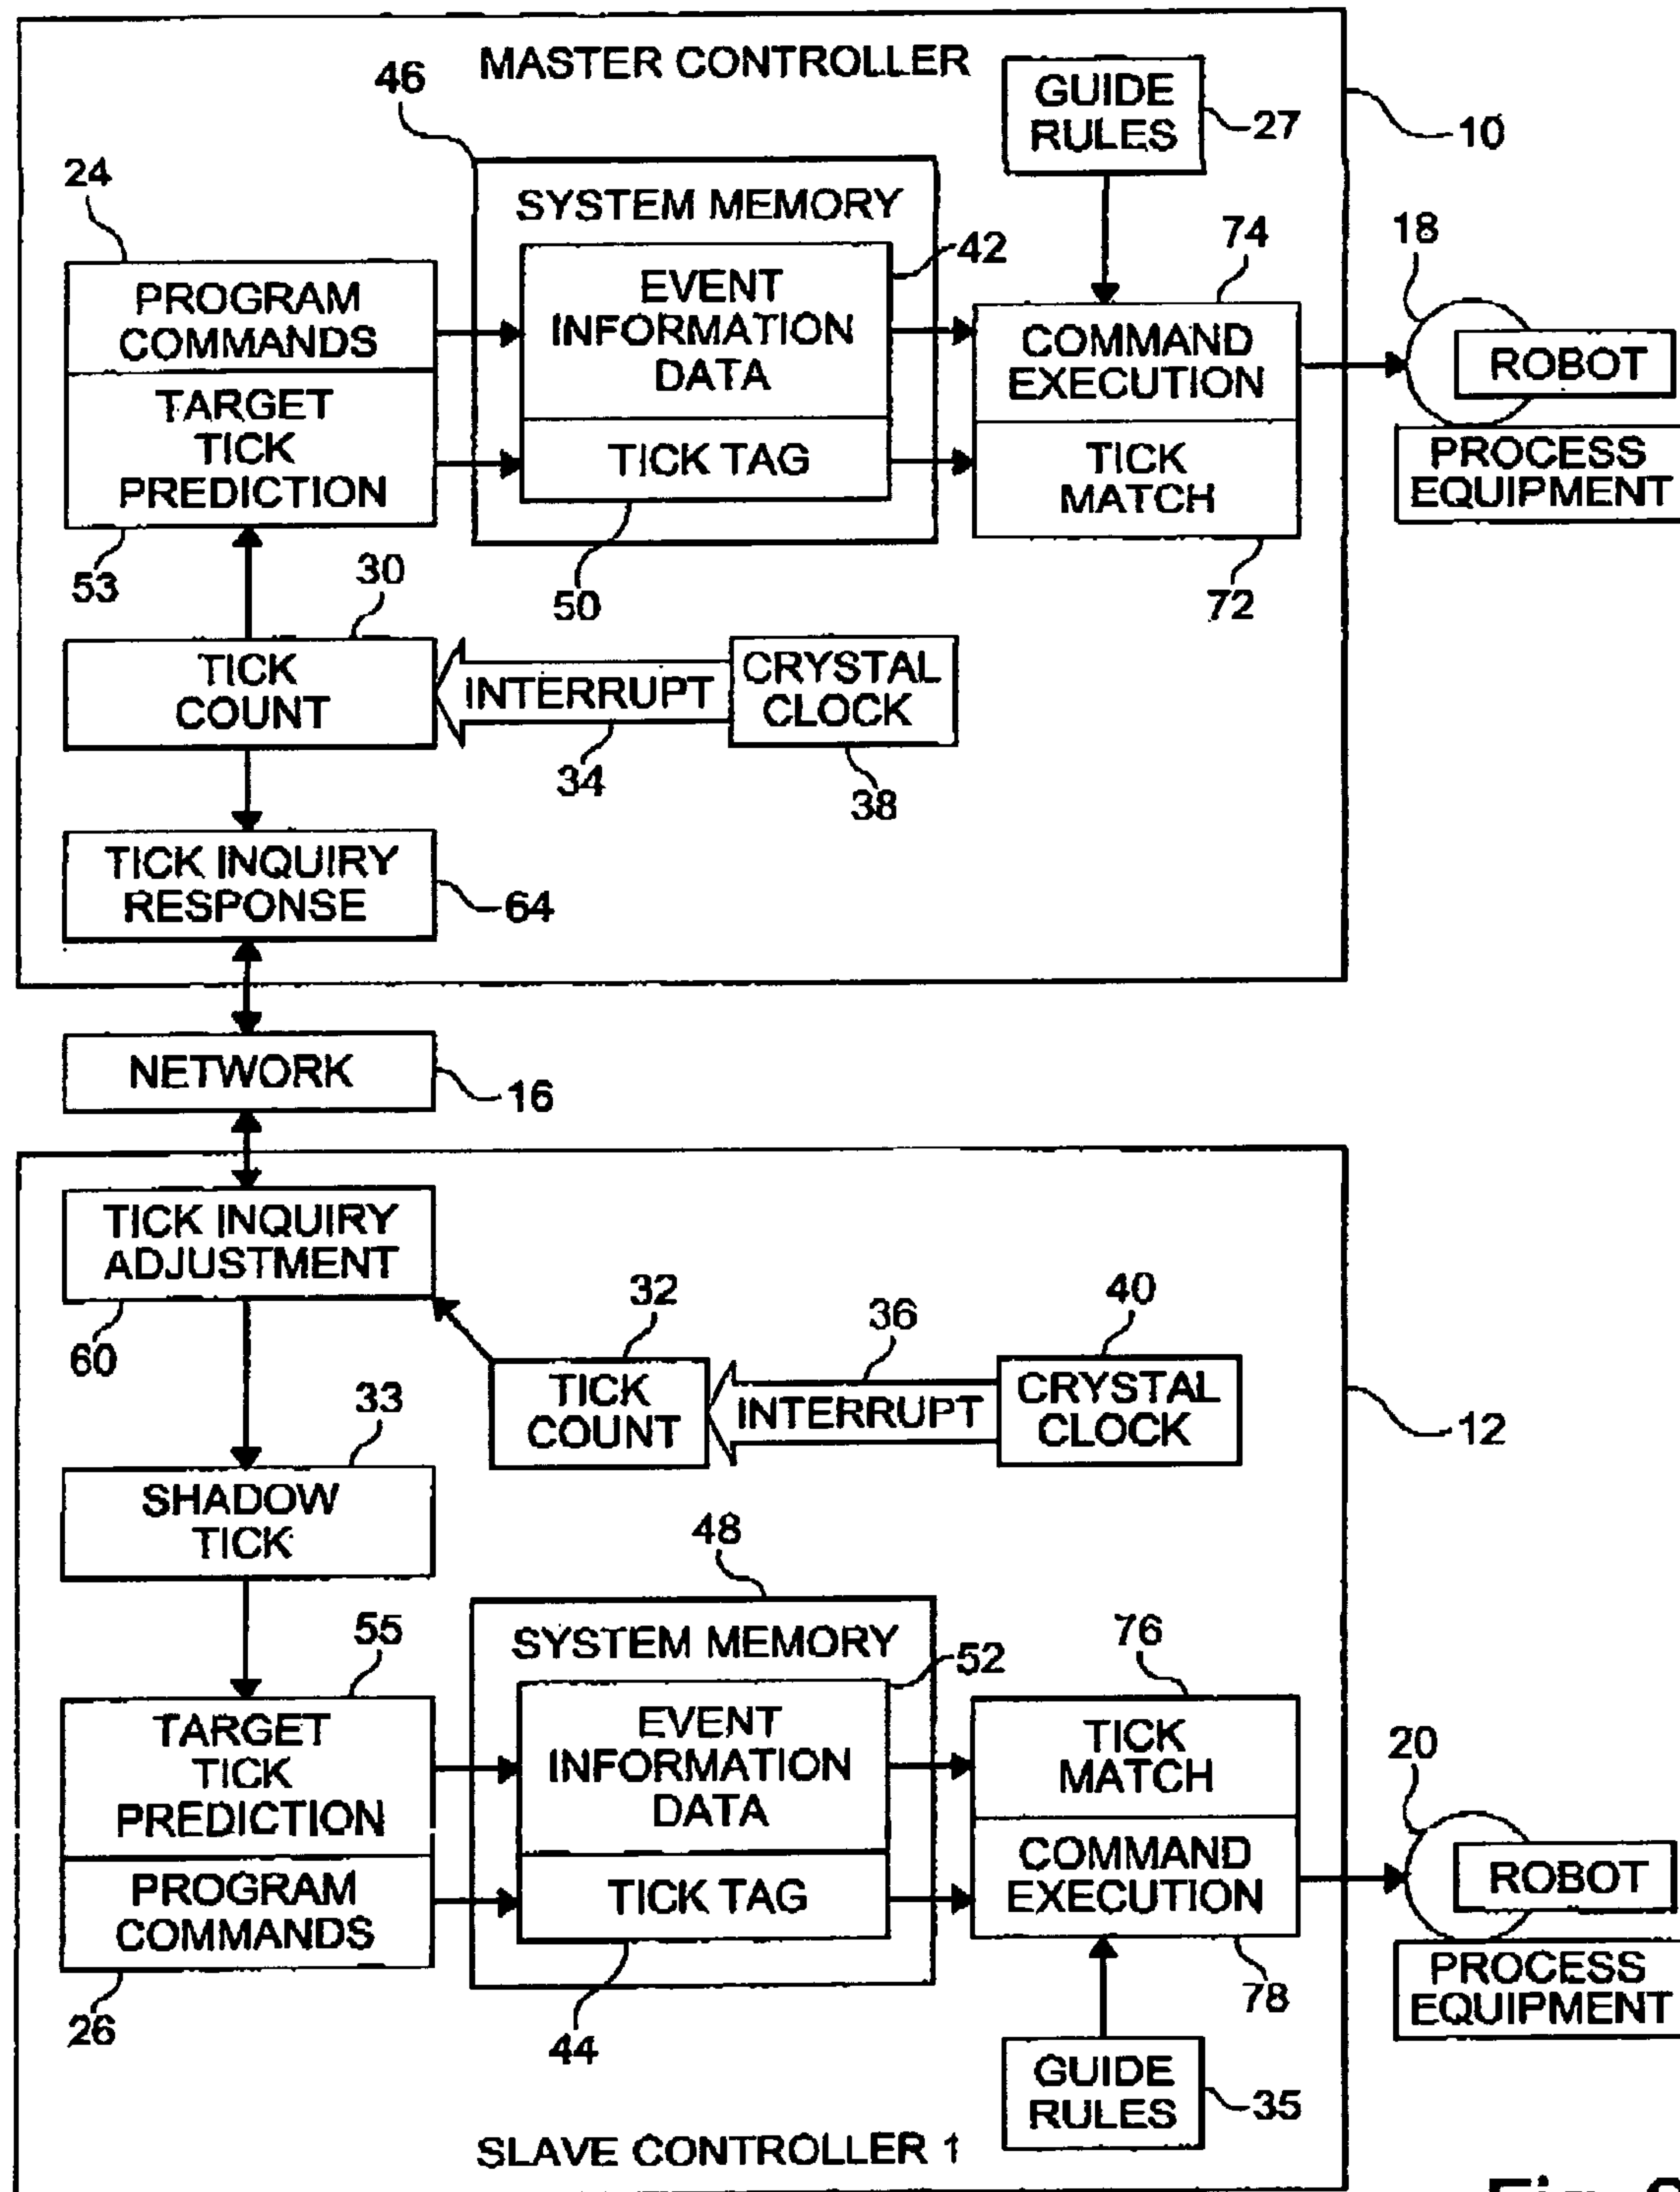 MASTER CONTROLLER
GUIDE
RULES
27
10
46
24
SYSTEM MEMORY
42
74
18
PROGRAM
COMMANDS
EVENT
INFORMATION
DATA
COMMAND
EXECUTION
ROBOT
TARGET
TICK
PREDICTION
TICK TAG
TICK
MATCH
PROCESS
EQUIPMENT
53
30
50
72
TICK
COUNT
INTERRUPT
CRYSTAL
CLOCK
34
38
TICK INQUIRY
RESPONSE
64
NETWORK
16
TICK INQUIRY
ADJUSTMENT
60
32
36
40
TICK
COUNT
INTERRUPT
CRYSTAL
CLOCK
12
33
SHADOW
TICK
48
55
SYSTEM MEMORY
52
76
20
TARGET
TICK
PREDICTION
EVENT
INFORMATION
DATA
TICK
MATCH
PROGRAM
COMMANDS
TICK TAG
COMMAND
EXECUTION
ROBOT
PROCESS
EQUIPMENT
26
44
78
GUIDE
RULES
35
SLAVE CONTROLLER 1